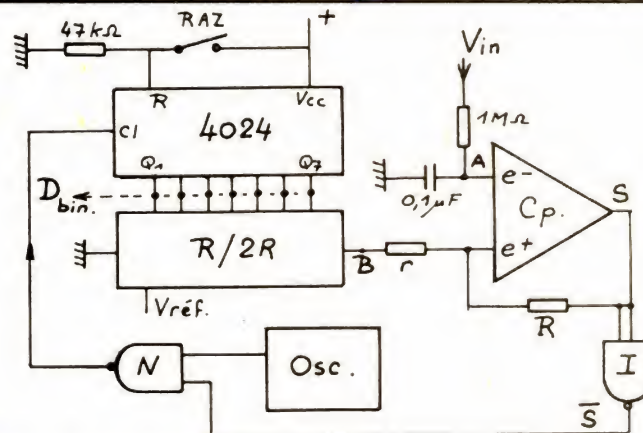 47kΩ
RAZ
+
Vin
R
Vcc
1MΩ
Cl
4024
A
e-
S
Q1
Q7
0,1µF
Cp.
Dbin.
R/2R
B
r
e+
Vréf.
R
N
Osc.
I
S̅